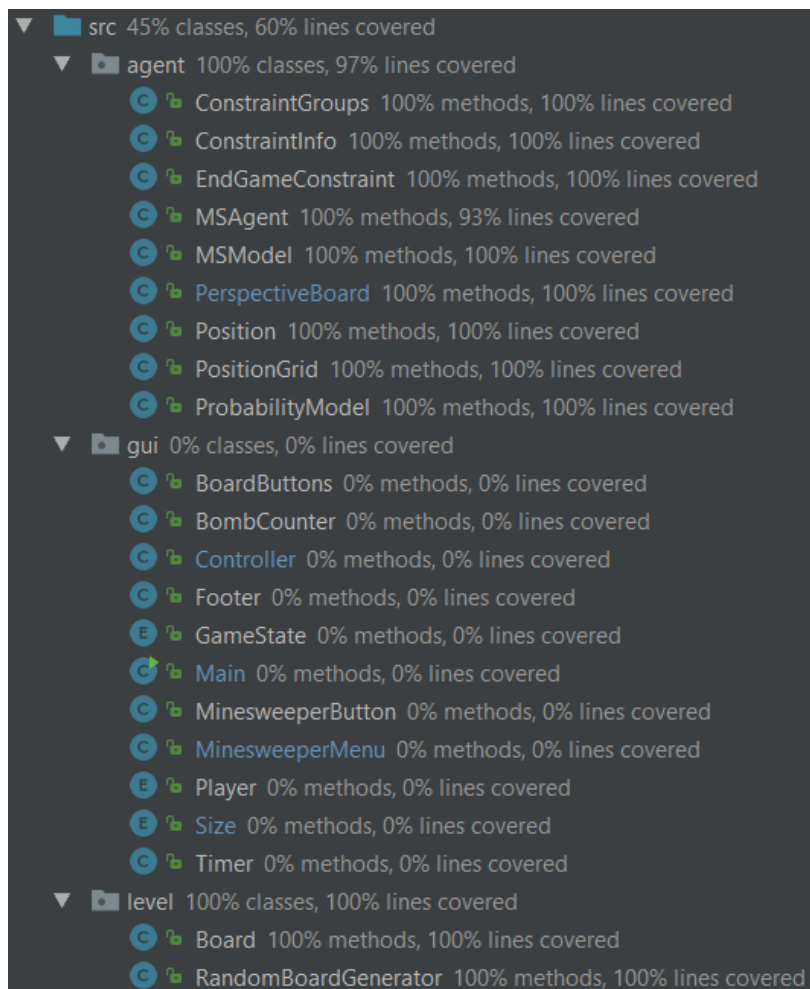 src 45% classes, 60% lines covered
agent 100% classes, 97% lines covered
C ConstraintGroups 100% methods, 100% lines covered
C ConstraintInfo 100% methods, 100% lines covered
C EndGameConstraint 100% methods, 100% lines covered
C MSAgent 100% methods, 93% lines covered
C MSModel 100% methods, 100% lines covered
C PerspectiveBoard 100% methods, 100% lines covered
C Position 100% methods, 100% lines covered
C PositionGrid 100% methods, 100% lines covered
C ProbabilityModel 100% methods, 100% lines covered
gui 0% classes, 0% lines covered
C BoardButtons 0% methods, 0% lines covered
C BombCounter 0% methods, 0% lines covered
C Controller 0% methods, 0% lines covered
C Footer 0% methods, 0% lines covered
E GameState 0% methods, 0% lines covered
C Main 0% methods, 0% lines covered
C MinesweeperButton 0% methods, 0% lines covered
C MinesweeperMenu 0% methods, 0% lines covered
E Player 0% methods, 0% lines covered
E Size 0% methods, 0% lines covered
C Timer 0% methods, 0% lines covered
level 100% classes, 100% lines covered
C Board 100% methods, 100% lines covered
C RandomBoardGenerator 100% methods, 100% lines covered